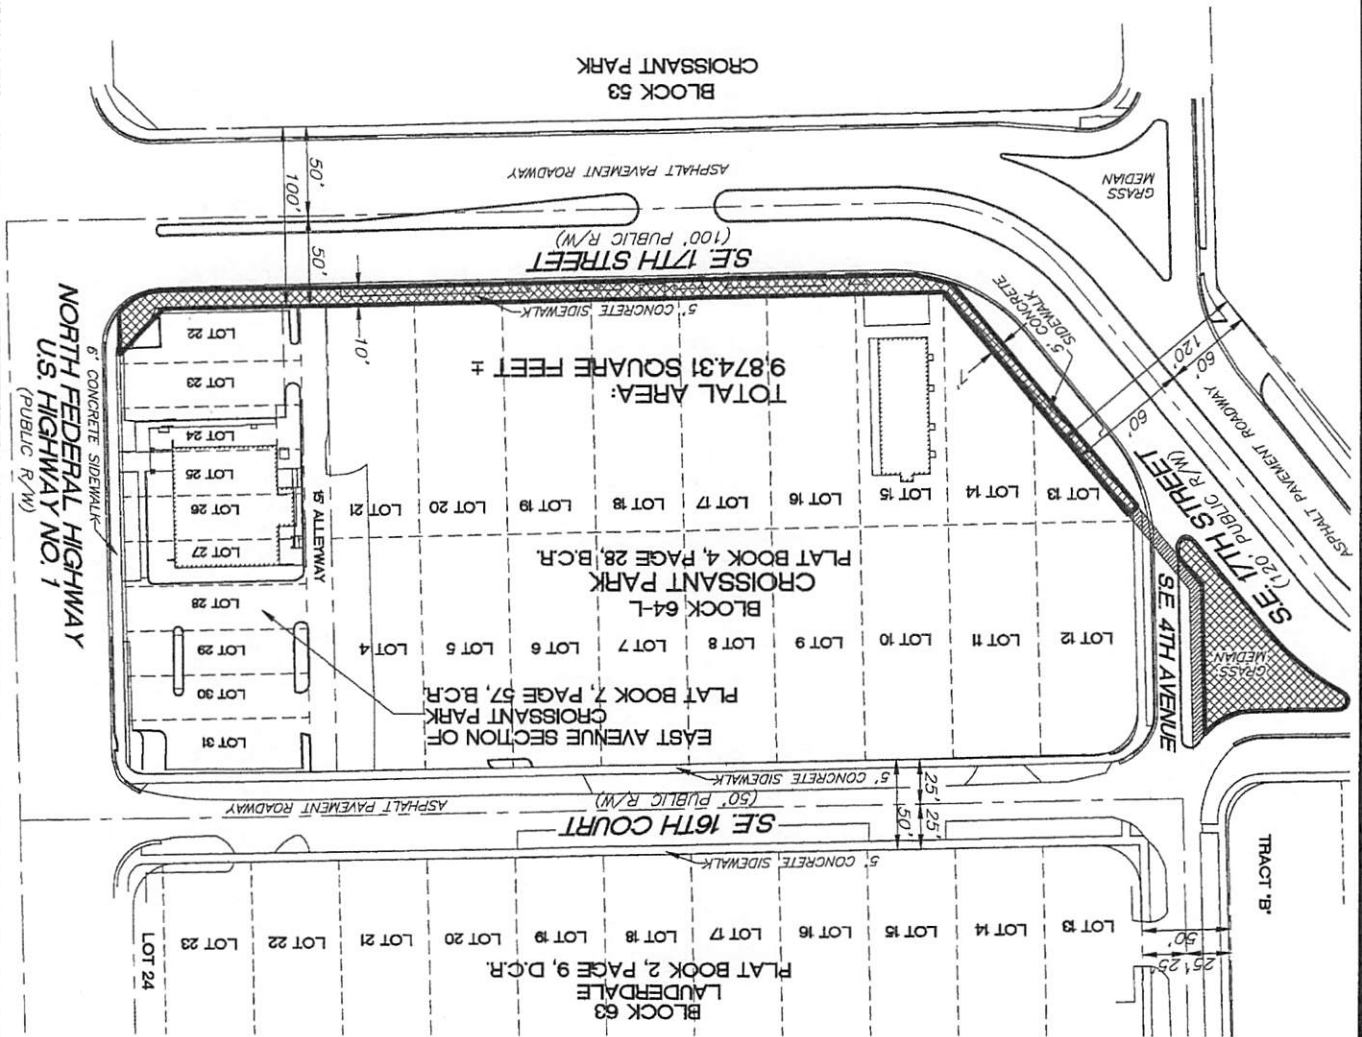 BLOCK 63
LAUDERDALE
PLAT BOOK 2, PAGE 9, D.C.R.
LOT 13
LOT 14
LOT 15
LOT 16
LOT 17
LOT 18
LOT 19
LOT 20
LOT 21
LOT 22
LOT 23
LOT 24
25'
25'
50'
TRACT "B"
5' CONCRETE SIDEWALK
S.E. 16TH COURT
(50' PUBLIC R/W)
ASPHALT PAVEMENT ROADWAY
25'
25'
50'
5' CONCRETE SIDEWALK
EAST AVENUE SECTION OF
CROISSANT PARK
PLAT BOOK 7, PAGE 57, B.C.R.
LOT 12
LOT 11
LOT 10
LOT 9
LOT 8
LOT 7
LOT 6
LOT 5
LOT 4
LOT 31
LOT 30
LOT 29
LOT 28
LOT 27
LOT 26
LOT 25
LOT 24
LOT 23
LOT 22
BLOCK 64-L
CROISSANT PARK
PLAT BOOK 4, PAGE 28, B.C.R.
LOT 13
LOT 14
LOT 15
LOT 16
LOT 17
LOT 18
LOT 19
LOT 20
LOT 21
15' ALLEYWAY
S.E. 4TH AVENUE
GRASS
MEDIAN
S.E. 17TH STREET
(120' PUBLIC R/W)
ASPHALT PAVEMENT ROADWAY
60'
60'
120'
TOTAL AREA:
9,874.31 SQUARE FEET ±
7'
5' CONCRETE
SIDEWALK
5' CONCRETE SIDEWALK
10'
6' CONCRETE SIDEWALK
NORTH FEDERAL HIGHWAY
U.S. HIGHWAY NO. 1
(PUBLIC R/W)
S.E. 17TH STREET
(100' PUBLIC R/W)
50'
50'
100'
ASPHALT PAVEMENT ROADWAY
GRASS
MEDIAN
BLOCK 53
CROISSANT PARK